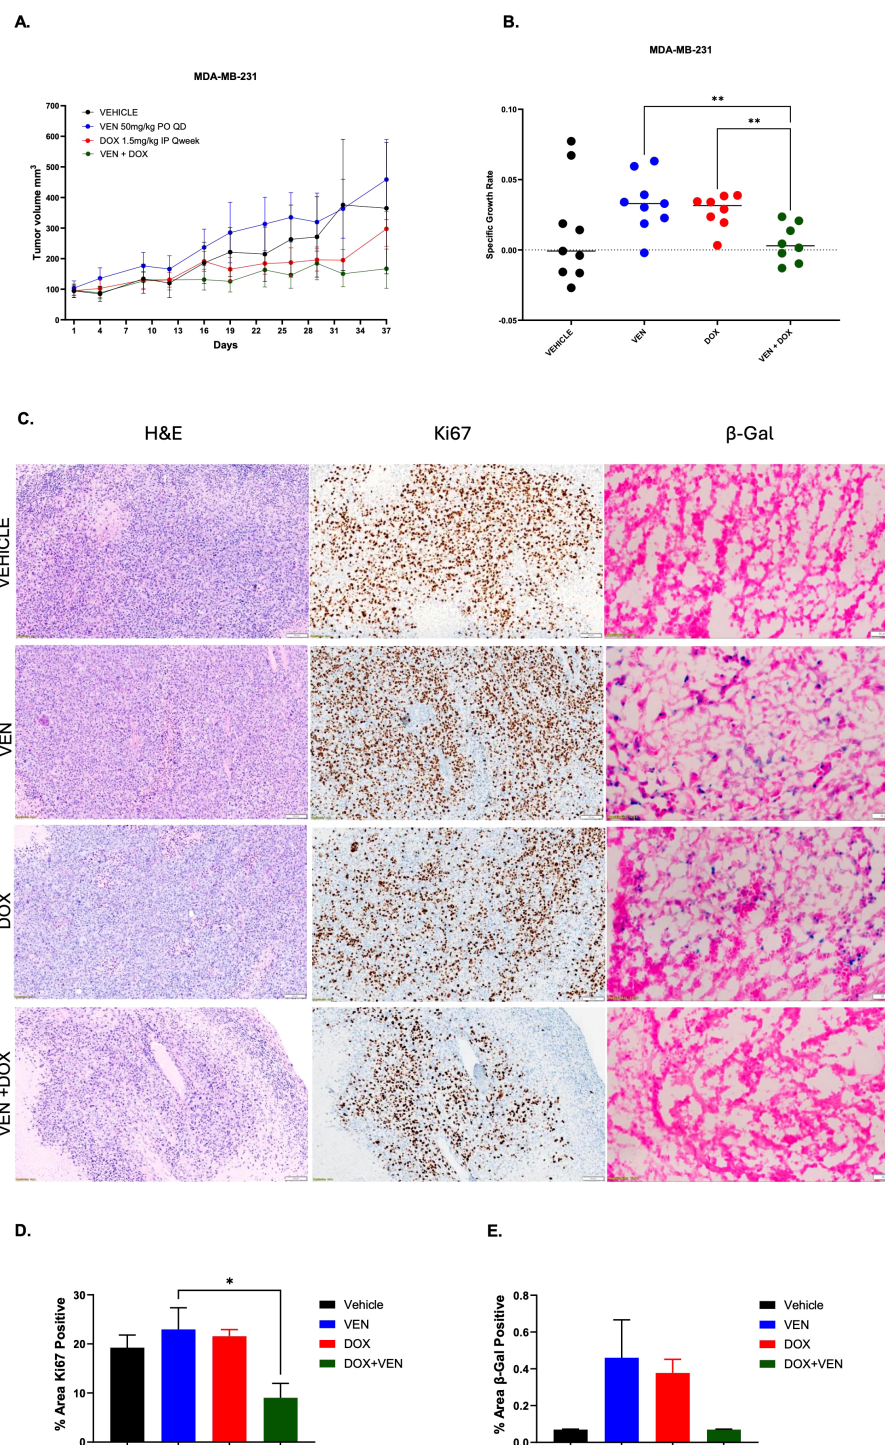 A.
MDA-MB-231
VEHICLE
VEN 50mg/kg PO QD
DOX 1.5mg/kg IP Qweek
VEN + DOX
Tumor volume mm3
700
600
500
400
300
200
100
0
1 4 7 10 13 16 19 22 25 28 31 34 37
Days
B.
MDA-MB-231
**
**
Specific Growth Rate
0.10
0.05
0.00
-0.05
VEHICLE
VEN
DOX
VEN + DOX
C.
H&E Ki67 β-Gal
VEHICLE
VEN
DOX
VEN +DOX
D.
*
% Area Ki67 Positive
30
20
10
0
Vehicle
VEN
DOX
DOX+VEN
E.
% Area β-Gal Positive
0.8
0.6
0.4
0.2
0.0
Vehicle
VEN
DOX
DOX+VEN